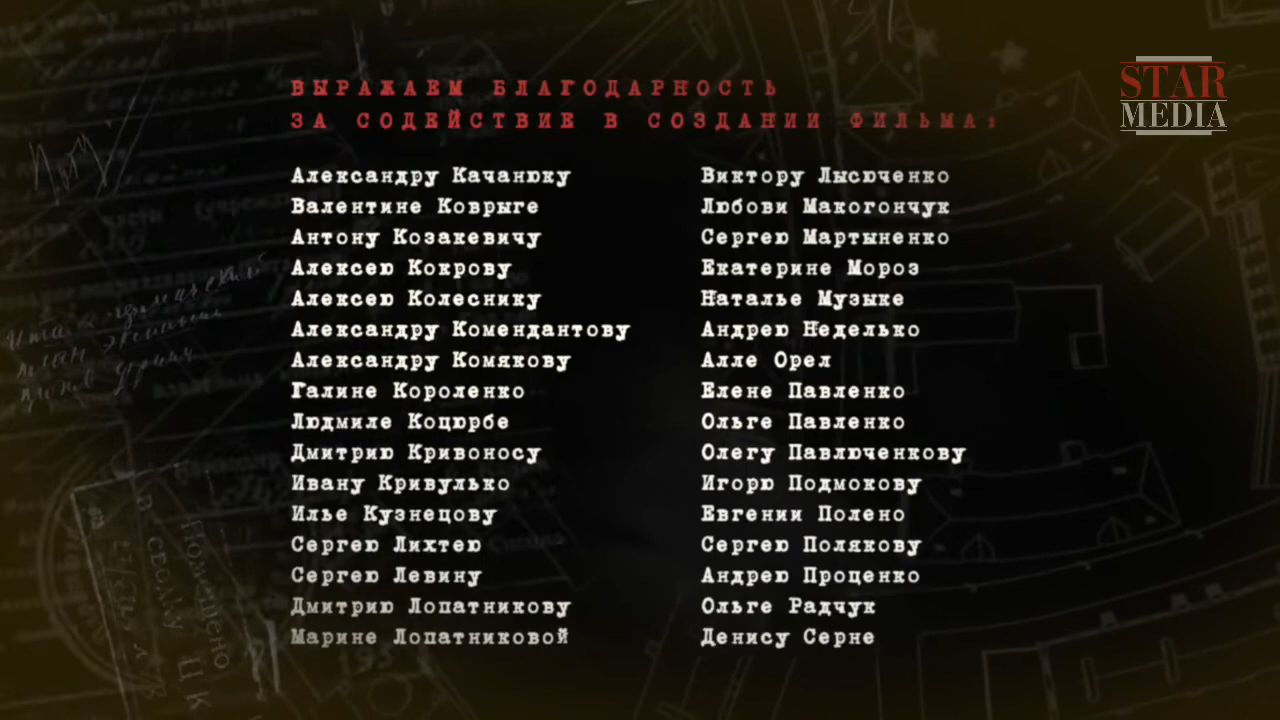 ВЫРАЖАЕМ БЛАГОДАРНОСТЬ
ЗА СОДЕЙСТВИЕ В СОЗДАНИИ ФИЛЬМА:
STAR
MEDIA
Александру Качанюку
Валентине Коврыге
Антону Козакевичу
Алексею Кокрову
Алексею Колеснику
Александру Комендантову
Александру Комякову
Галине Короленко
Людмиле Коцюрбе
Дмитрию Кривоносу
Ивану Кривулько
Илье Кузнецову
Сергею Лихтею
Сергею Левину
Дмитрию Лопатникову
Марине Лопатниковой
Виктору Лысюченко
Любови Макогончук
Сергею Мартыненко
Екатерине Мороз
Наталье Музыке
Андрею Неделько
Алле Орел
Елене Павленко
Ольге Павленко
Олегу Павлюченкову
Игорю Подмокову
Евгении Полено
Сергею Полякову
Андрею Проценко
Ольге Радчук
Денису Серне
Помещено